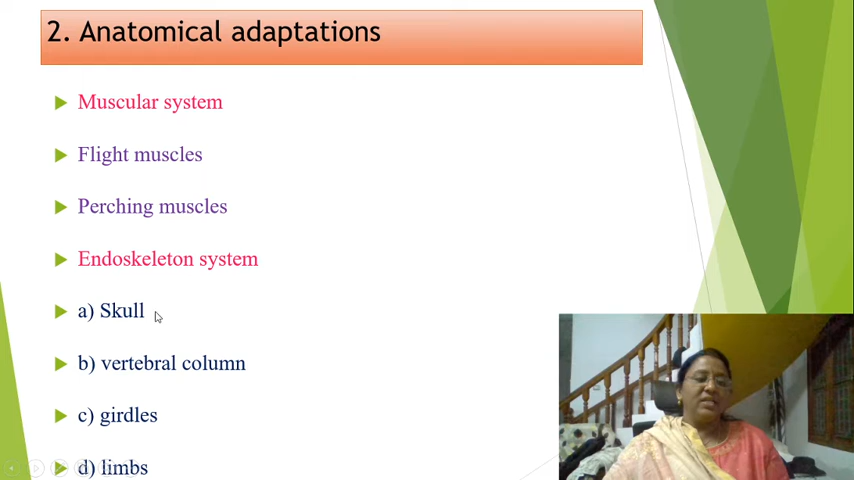 2. Anatomical adaptations
Muscular system
Flight muscles
Perching muscles
Endoskeleton system
a) Skull
b) vertebral column
c) girdles
d) limbs